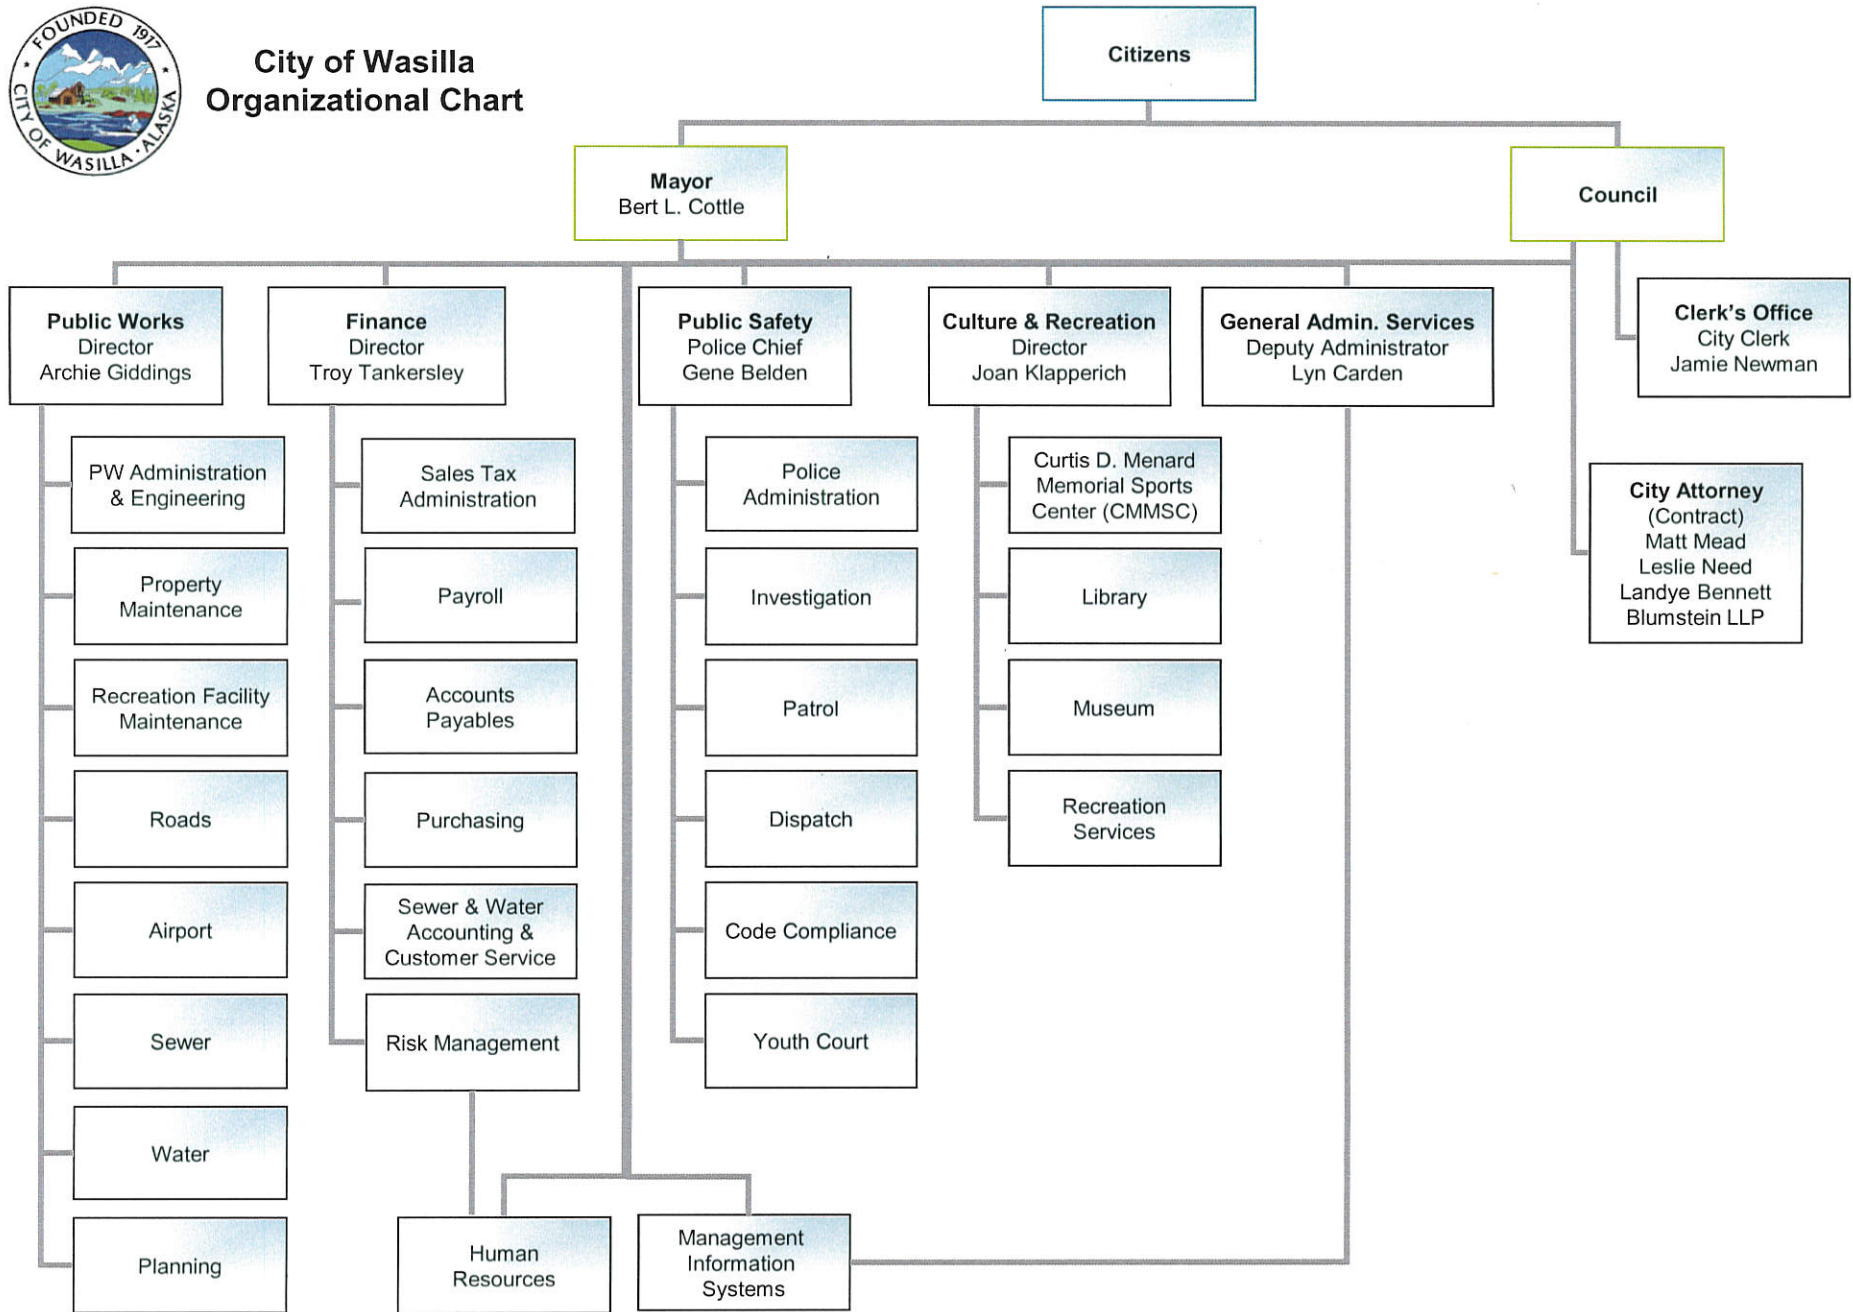 FOUNDED 1917
CITY OF WASILLA · ALASKA
City of Wasilla
Organizational Chart
Citizens
Mayor
Bert L. Cottle
Council
Public Works
Director
Archie Giddings
Finance
Director
Troy Tankersley
Public Safety
Police Chief
Gene Belden
Culture & Recreation
Director
Joan Klapperich
General Admin. Services
Deputy Administrator
Lyn Carden
Clerk's Office
City Clerk
Jamie Newman
City Attorney
(Contract)
Matt Mead
Leslie Need
Landye Bennett
Blumstein LLP
PW Administration
& Engineering
Property
Maintenance
Recreation Facility
Maintenance
Roads
Airport
Sewer
Water
Planning
Sales Tax
Administration
Payroll
Accounts
Payables
Purchasing
Sewer & Water
Accounting &
Customer Service
Risk Management
Human
Resources
Police
Administration
Investigation
Patrol
Dispatch
Code Compliance
Youth Court
Management
Information
Systems
Curtis D. Menard
Memorial Sports
Center (CMMSC)
Library
Museum
Recreation
Services